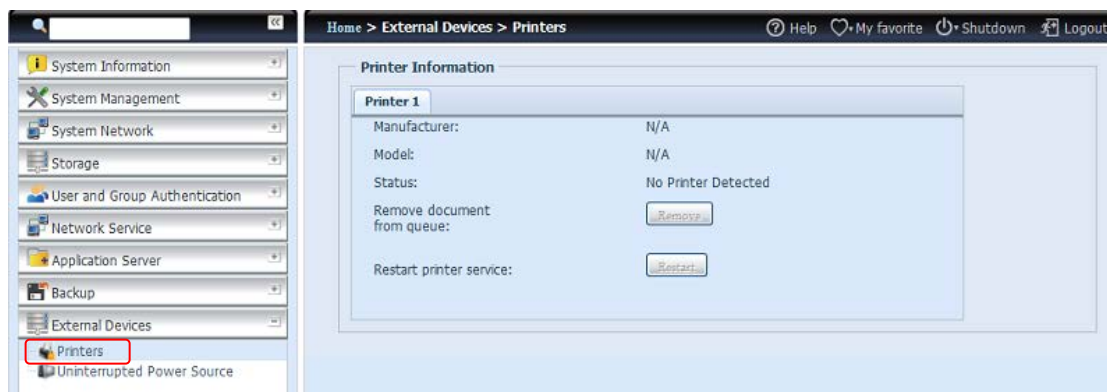 Home > External Devices > Printers
Help My favorite Shutdown Logout
System Information
System Management
System Network
Storage
User and Group Authentication
Network Service
Application Server
Backup
External Devices
Printers
Uninterrupted Power Source
Printer Information
Printer 1
Manufacturer: N/A
Model: N/A
Status: No Printer Detected
Remove document
from queue: Remove
Restart printer service: Restart